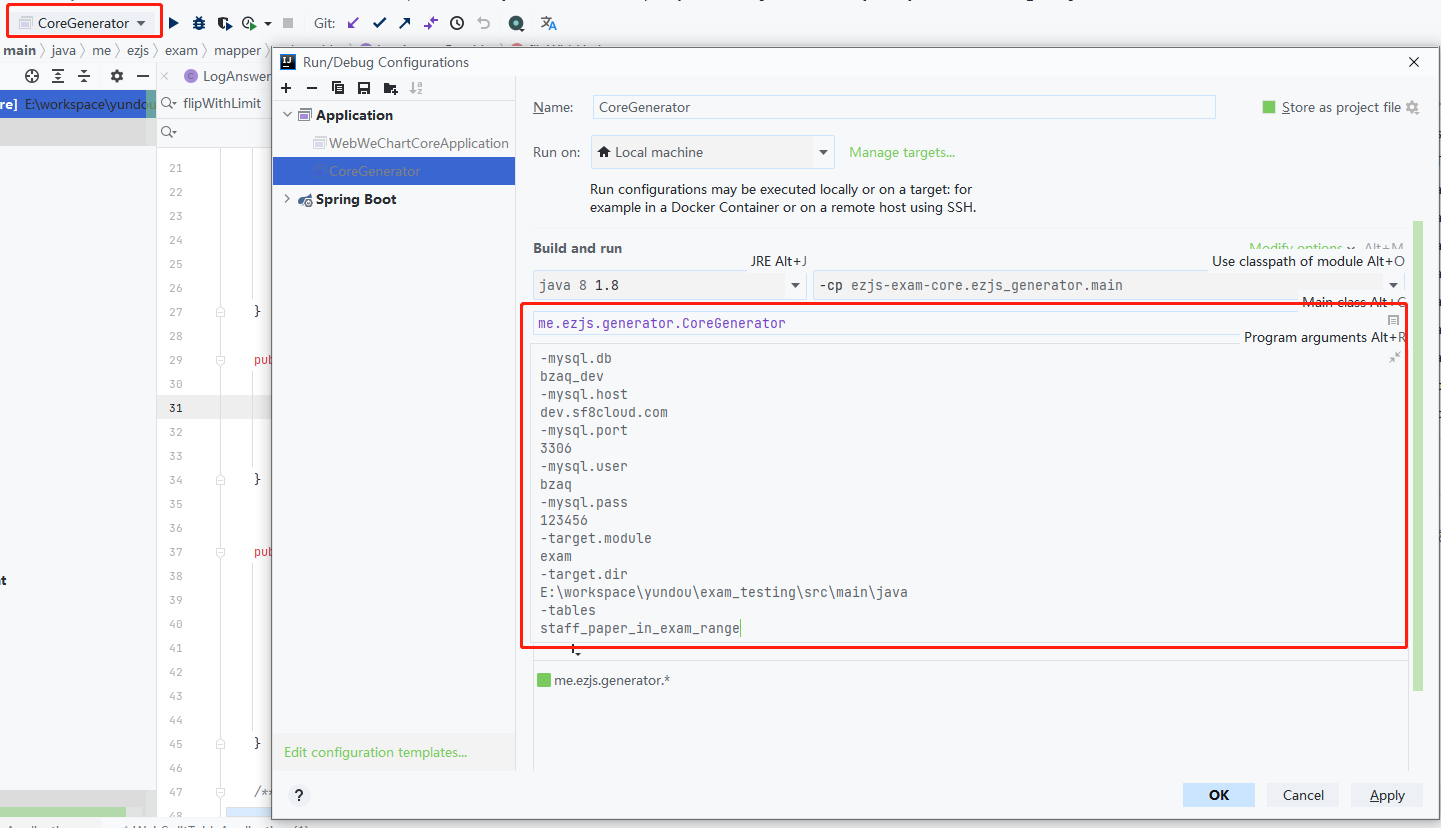 CoreGenerator
Git:
main
java
me
ezjs
exam
mapper
LogAnswer
re] E:\workspace\yundou
flipWithLimit
21
22
23
24
25
26
27 }
28
29 pub
30
31
32
33
34 }
35
36
37 pub
38
39
40
41
42
43
44
45 }
46
47 /**
48
Run/Debug Configurations
Application
WebWeChartCoreApplication
CoreGenerator
Spring Boot
Edit configuration templates...
Name: CoreGenerator
Store as project file
Run on: Local machine
Manage targets...
Run configurations may be executed locally or on a target: for
example in a Docker Container or on a remote host using SSH.
Build and run
Modify options Alt+M
JRE Alt+J
Use classpath of module Alt+O
java 8 1.8
-cp ezjs-exam-core.ezjs_generator.main
Main class Alt+C
me.ezjs.generator.CoreGenerator
Program arguments Alt+R
-mysql.db
bzaq_dev
-mysql.host
dev.sf8cloud.com
-mysql.port
3306
-mysql.user
bzaq
-mysql.pass
123456
-target.module
exam
-target.dir
E:\workspace\yundou\exam_testing\src\main\java
-tables
staff_paper_in_exam_range
me.ezjs.generator.*
?
OK
Cancel
Apply